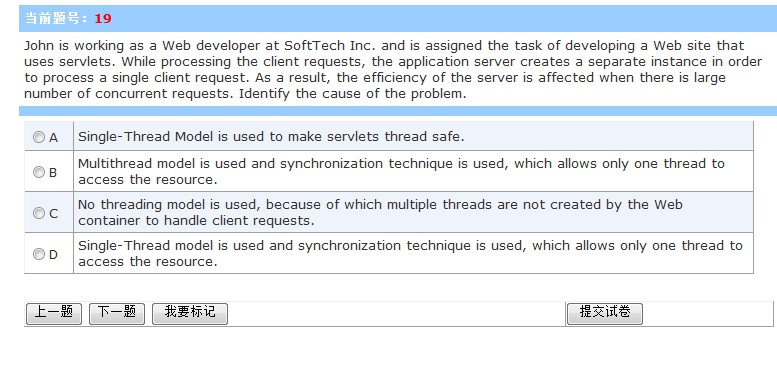 当前题号：19
John is working as a Web developer at SoftTech Inc. and is assigned the task of developing a Web site that
uses servlets. While processing the client requests, the application server creates a separate instance in order
to process a single client request. As a result, the efficiency of the server is affected when there is large
number of concurrent requests. Identify the cause of the problem.
A Single-Thread Model is used to make servlets thread safe.
B Multithread model is used and synchronization technique is used, which allows only one thread to
access the resource.
C No threading model is used, because of which multiple threads are not created by the Web
container to handle client requests.
D Single-Thread model is used and synchronization technique is used, which allows only one thread to
access the resource.
上一题 下一题 我要标记 提交试卷